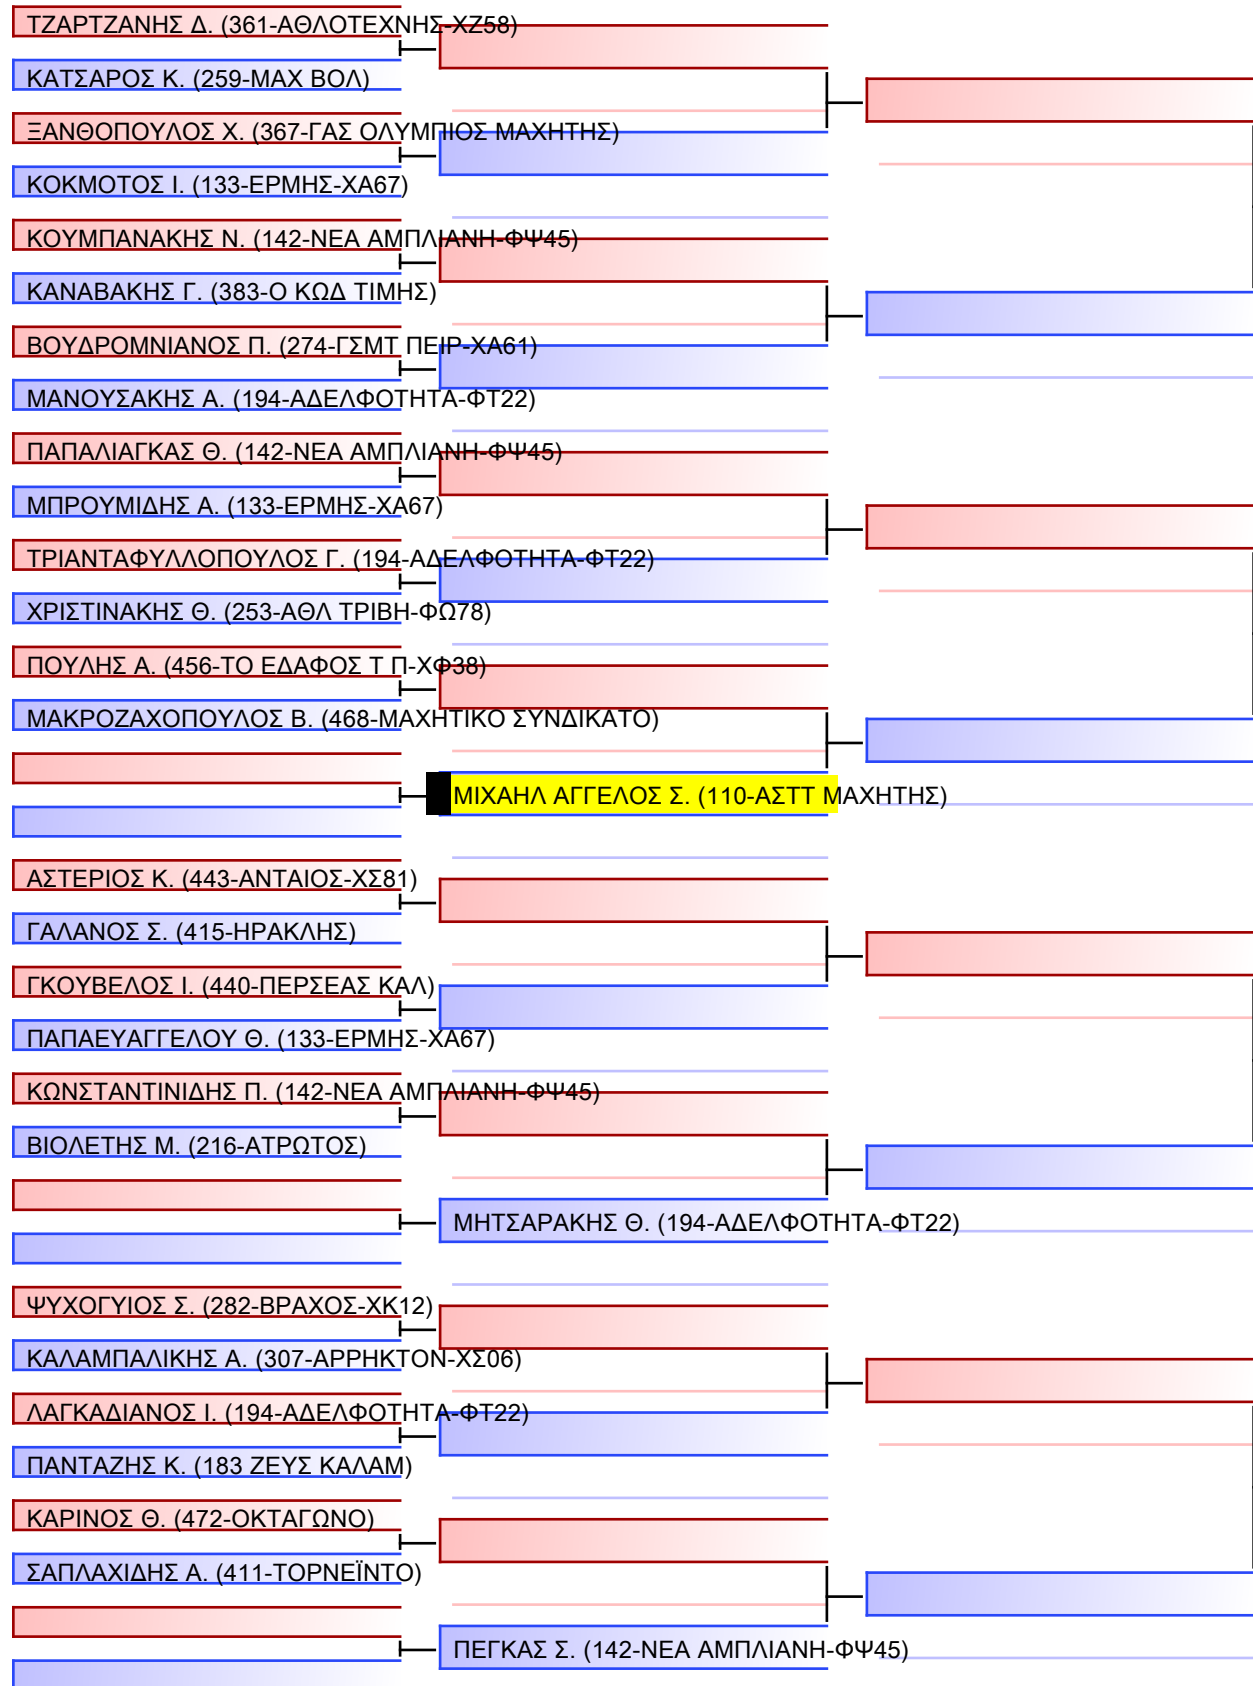 ΤΖΑΡΤΖΑΝΗΣ Δ. (361-ΑΘΛΟΤΕΧΝΗΣ-ΧΖ58)
ΚΑΤΣΑΡΟΣ Κ. (259-ΜΑΧ ΒΟΛ)
ΞΑΝΘΟΠΟΥΛΟΣ Χ. (367-ΓΑΣ ΟΛΥΜΠΙΟΣ ΜΑΧΗΤΗΣ)
ΚΟΚΜΟΤΟΣ Ι. (133-ΕΡΜΗΣ-ΧΑ67)
ΚΟΥΜΠΑΝΑΚΗΣ Ν. (142-ΝΕΑ ΑΜΠΛΙΑΝΗ-ΦΨ45)
ΚΑΝΑΒΑΚΗΣ Γ. (383-Ο ΚΩΔ ΤΙΜΗΣ)
ΒΟΥΔΡΟΜΝΙΑΝΟΣ Π. (274-ΓΣΜΤ ΠΕΙΡ-ΧΑ61)
ΜΑΝΟΥΣΑΚΗΣ Α. (194-ΑΔΕΛΦΟΤΗΤΑ-ΦΤ22)
ΠΑΠΑΛΙΑΓΚΑΣ Θ. (142-ΝΕΑ ΑΜΠΛΙΑΝΗ-ΦΨ45)
ΜΠΡΟΥΜΙΔΗΣ Α. (133-ΕΡΜΗΣ-ΧΑ67)
ΤΡΙΑΝΤΑΦΥΛΛΟΠΟΥΛΟΣ Γ. (194-ΑΔΕΛΦΟΤΗΤΑ-ΦΤ22)
ΧΡΙΣΤΙΝΑΚΗΣ Θ. (253-ΑΘΛ ΤΡΙΒΗ-ΦΩ78)
ΠΟΥΛΗΣ Α. (456-ΤΟ ΕΔΑΦΟΣ Τ Π-ΧΦ38)
ΜΑΚΡΟΖΑΧΟΠΟΥΛΟΣ Β. (468-ΜΑΧΗΤΙΚΟ ΣΥΝΔΙΚΑΤΟ)
ΜΙΧΑΗΛ ΑΓΓΕΛΟΣ Σ. (110-ΑΣΤΤ ΜΑΧΗΤΗΣ)
ΑΣΤΕΡΙΟΣ Κ. (443-ΑΝΤΑΙΟΣ-ΧΣ81)
ΓΑΛΑΝΟΣ Σ. (415-ΗΡΑΚΛΗΣ)
ΓΚΟΥΒΕΛΟΣ Ι. (440-ΠΕΡΣΕΑΣ ΚΑΛ)
ΠΑΠΑΕΥΑΓΓΕΛΟΥ Θ. (133-ΕΡΜΗΣ-ΧΑ67)
ΚΩΝΣΤΑΝΤΙΝΙΔΗΣ Π. (142-ΝΕΑ ΑΜΠΛΙΑΝΗ-ΦΨ45)
ΒΙΟΛΕΤΗΣ Μ. (216-ΑΤΡΩΤΟΣ)
ΜΗΤΣΑΡΑΚΗΣ Θ. (194-ΑΔΕΛΦΟΤΗΤΑ-ΦΤ22)
ΨΥΧΟΓΥΙΟΣ Σ. (282-ΒΡΑΧΟΣ-ΧΚ12)
ΚΑΛΑΜΠΑΛΙΚΗΣ Α. (307-ΑΡΡΗΚΤΟΝ-ΧΣ06)
ΛΑΓΚΑΔΙΑΝΟΣ Ι. (194-ΑΔΕΛΦΟΤΗΤΑ-ΦΤ22)
ΠΑΝΤΑΖΗΣ Κ. (183 ΖΕΥΣ ΚΑΛΑΜ)
ΚΑΡΙΝΟΣ Θ. (472-ΟΚΤΑΓΩΝΟ)
ΣΑΠΛΑΧΙΔΗΣ Α. (411-ΤΟΡΝΕΪΝΤΟ)
ΠΕΓΚΑΣ Σ. (142-ΝΕΑ ΑΜΠΛΙΑΝΗ-ΦΨ45)